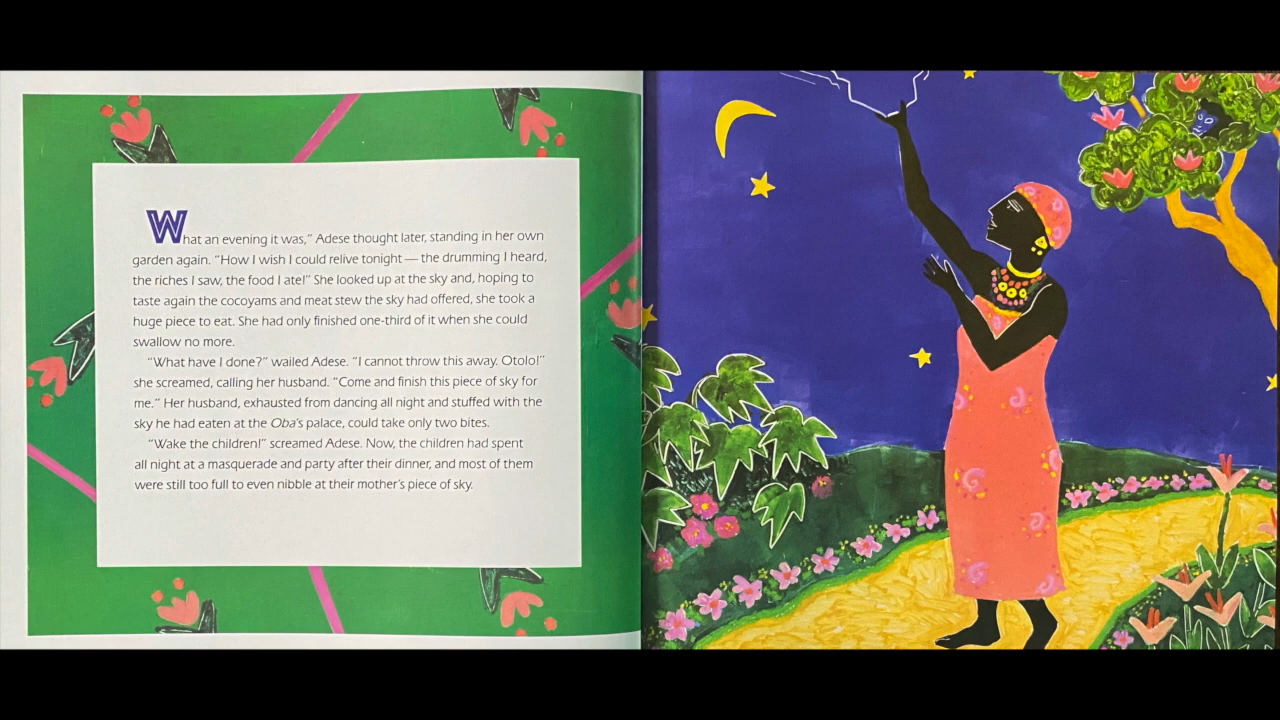 What an evening it was,” Adese thought later, standing in her own
garden again. “How I wish I could relive tonight — the drumming I heard,
the riches I saw, the food I ate!” She looked up at the sky and, hoping to
taste again the cocoyams and meat stew the sky had offered, she took a
huge piece to eat. She had only finished one-third of it when she could
swallow no more.
“What have I done?” wailed Adese. “I cannot throw this away. Otolo!”
she screamed, calling her husband. “Come and finish this piece of sky for
me.” Her husband, exhausted from dancing all night and stuffed with the
sky he had eaten at the Oba’s palace, could take only two bites.
“Wake the children!” screamed Adese. Now, the children had spent
all night at a masquerade and party after their dinner, and most of them
were still too full to even nibble at their mother’s piece of sky.